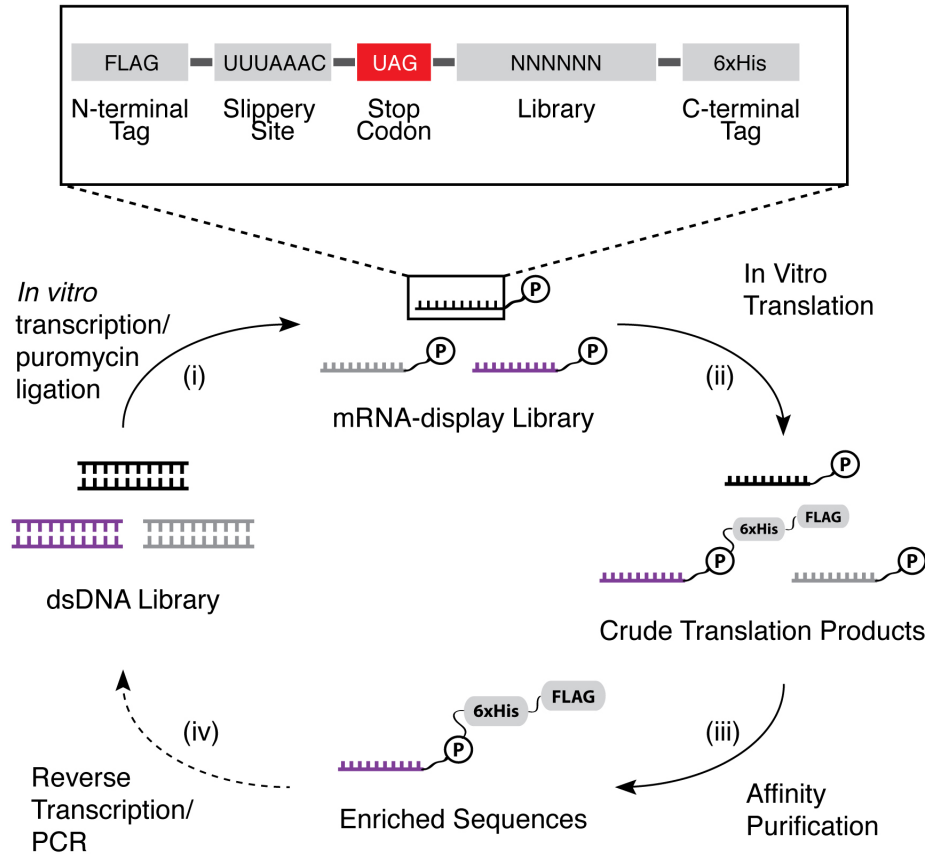 FLAG UUUAAAC UAG NNNNNN 6xHis
N-terminal Tag
Slippery Site
Stop Codon
Library
C-terminal Tag
In vitro
transcription/
puromycin
ligation
(i)
P
P
P
mRNA-display Library
In Vitro
Translation
(ii)
dsDNA Library
P
6xHis
FLAG
P
P
Crude Translation Products
(iii)
Affinity
Purification
6xHis
FLAG
P
Enriched Sequences
(iv)
Reverse
Transcription/
PCR